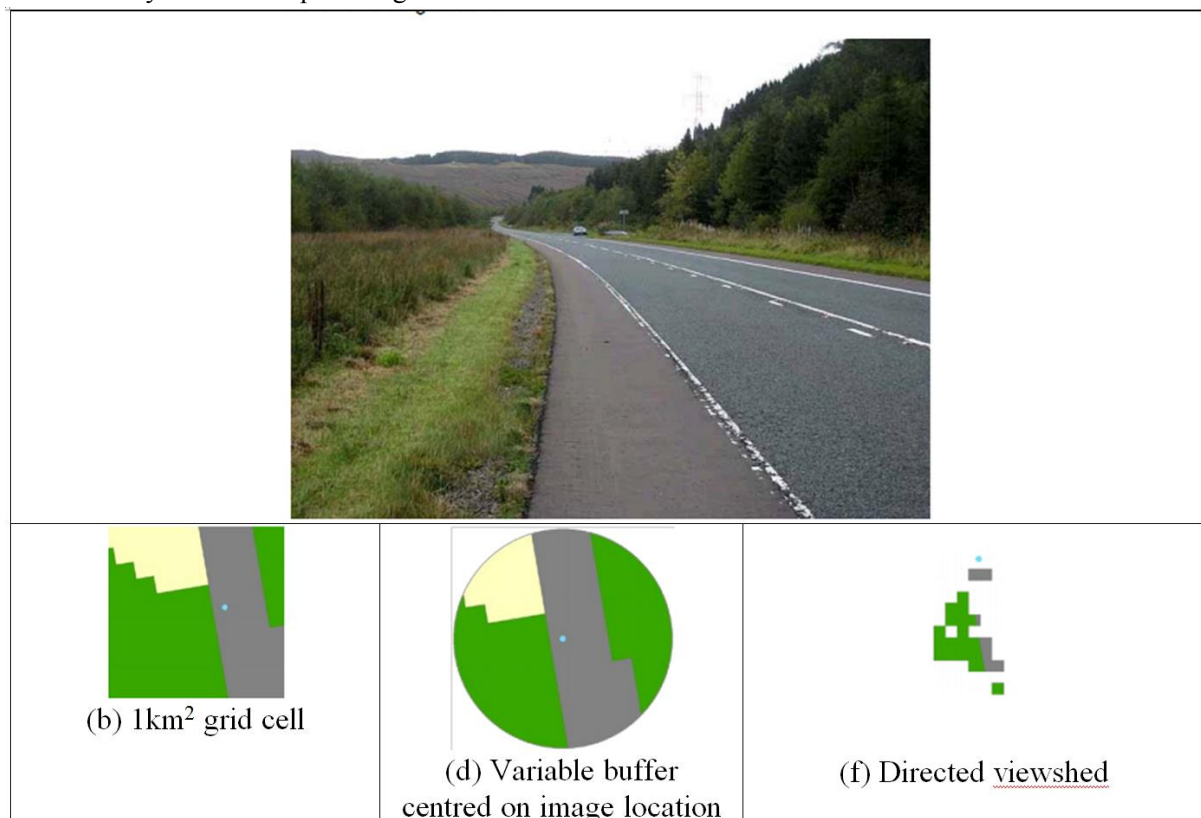 (b) 1km² grid cell
(d) Variable buffer
centred on image location
(f) Directed viewshed